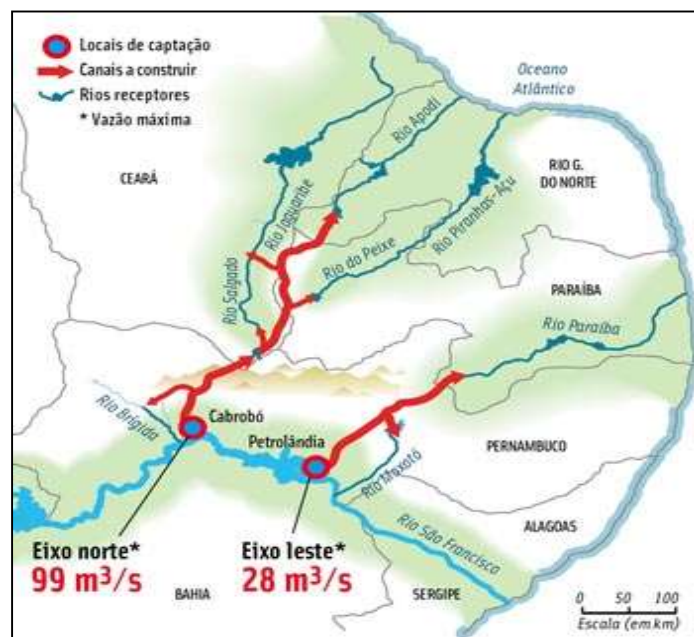 Locais de captação
Canais a construir
Rios receptores
* Vazão máxima
Oceano
Atlântico
CEARÁ
Rio Jaguaribe
Rio Apodi
RIO G.
DO NORTE
Rio Salgado
Rio do Peixe
Rio Piranhas-Açu
PARAÍBA
Rio Paraíba
Rio Brígida
Cabrobó
Petrolândia
Rio Moxotó
PERNAMBUCO
ALAGOAS
Rio São Francisco
Eixo norte*
99 m³/s
Eixo leste*
28 m³/s
BAHIA
SERGIPE
0 50 100
Escala (em km)